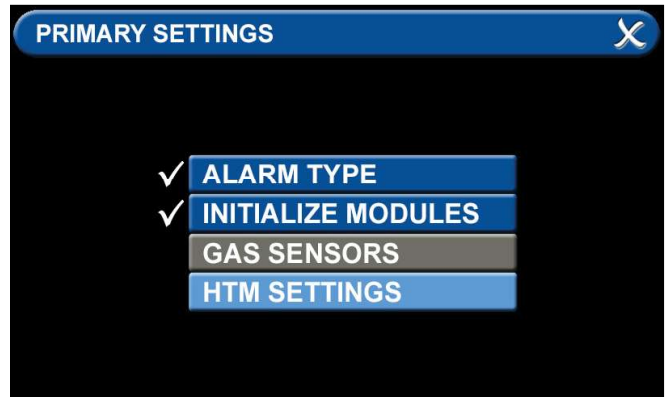 PRIMARY SETTINGS X
✓ ALARM TYPE
✓ INITIALIZE MODULES
GAS SENSORS
HTM SETTINGS